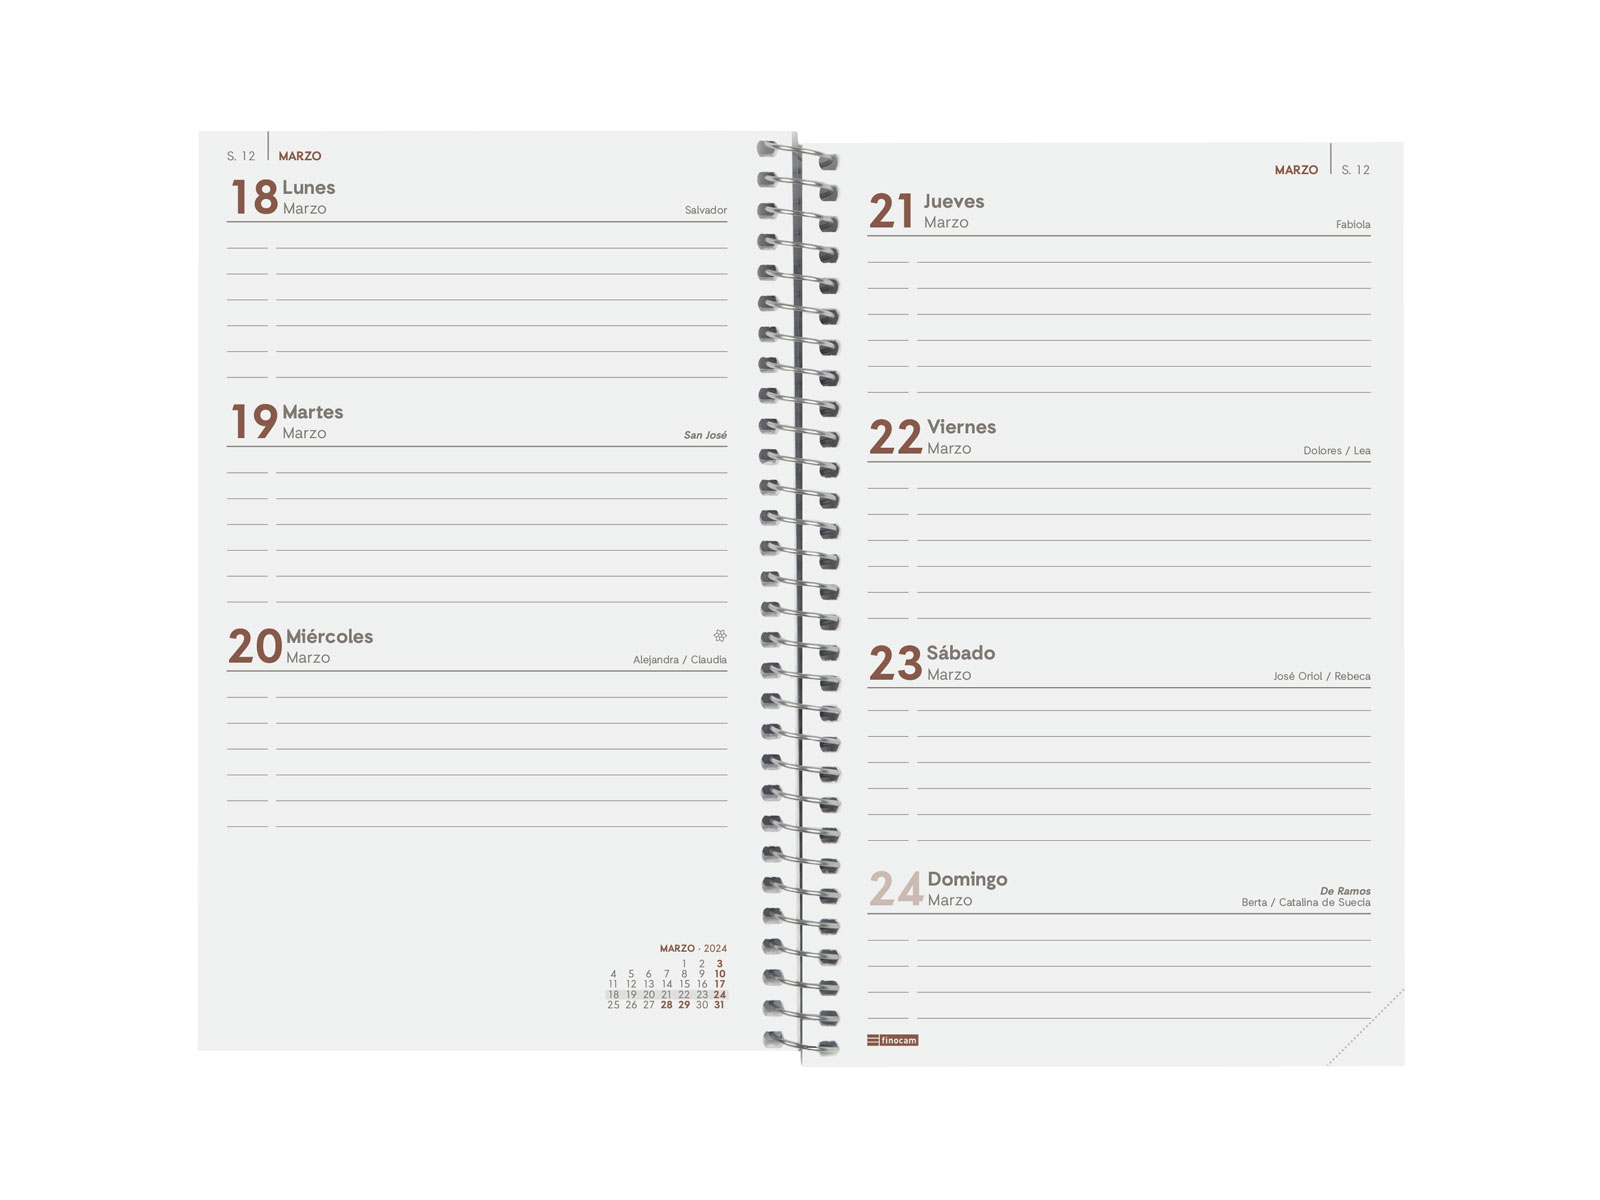 S. 12 MARZO
18 Lunes
Marzo
Salvador
19 Martes
Marzo
San José
20 Miércoles
Marzo
Alejandra / Claudia
MARZO · 2024
1 2 3
4 5 6 7 8 9 10
11 12 13 14 15 16 17
18 19 20 21 22 23 24
25 26 27 28 29 30 31
MARZO S. 12
21 Jueves
Marzo
Fabiola
22 Viernes
Marzo
Dolores / Lea
23 Sábado
Marzo
José Oriol / Rebeca
24 Domingo
Marzo
De Ramos
Berta / Catalina de Suecia
finocam